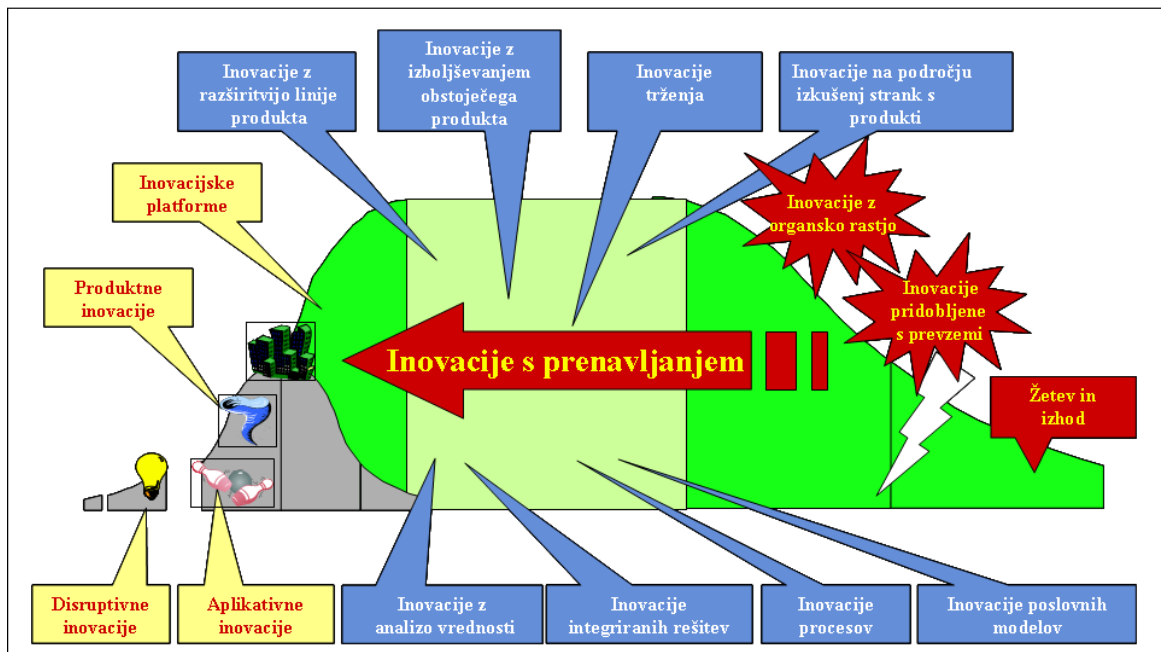 Inovacije z
razširitvijo linije
produkta
Inovacije z
izboljševanjem
obstoječega
produkta
Inovacije
trženja
Inovacije na področju
izkušenj strank s
produkti
Inovacijske
platforme
Inovacije z
organsko rastjo
Produktne
inovacije
Inovacije
pridobljene
s prevzemi
Inovacije s prenavljanjem
Žetev in
izhod
Disruptivne
inovacije
Aplikativne
inovacije
Inovacije z
analizo vrednosti
Inovacije
integriranih rešitev
Inovacije
procesov
Inovacije poslovnih
modelov